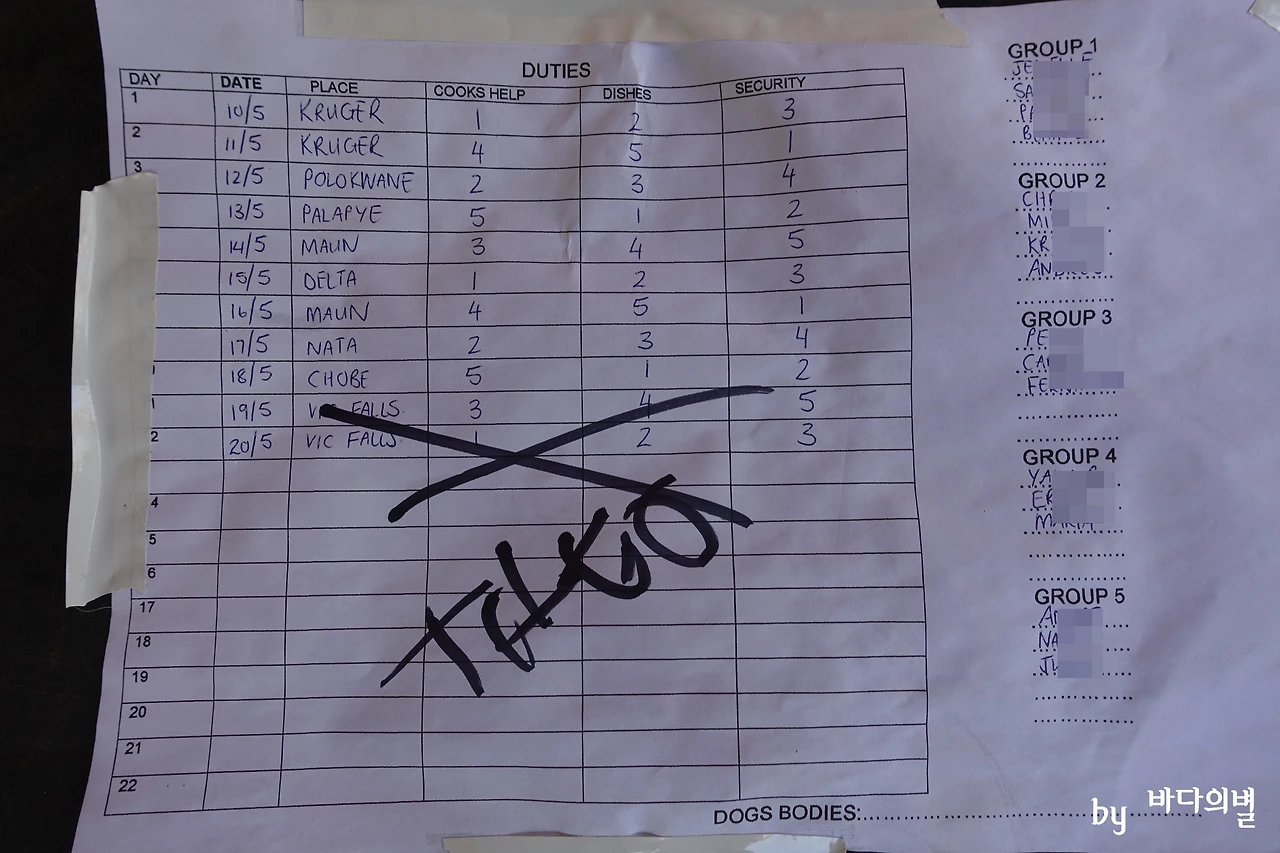 DUTIES
DAY DATE PLACE COOKS HELP DISHES SECURITY
1 10/5 KRUGER 1 2 3
2 11/5 KRUGER 4 5 1
3 12/5 POLOKWANE 2 3 4
13/5 PALAPYE 5 1 2
14/5 MAUN 3 4 5
15/5 DELTA 1 2 3
16/5 MAUN 4 5 1
17/5 NATA 2 3 4
18/5 CHOBE 5 1 2
19/5 VIC FALLS 3 4 5
20/5 VIC FALLS 1 2 3
4
5
6
17
18
19
20
21
22
GROUP 1
GROUP 2
GROUP 3
GROUP 4
GROUP 5
DOGS BODIES:
by 바다의별